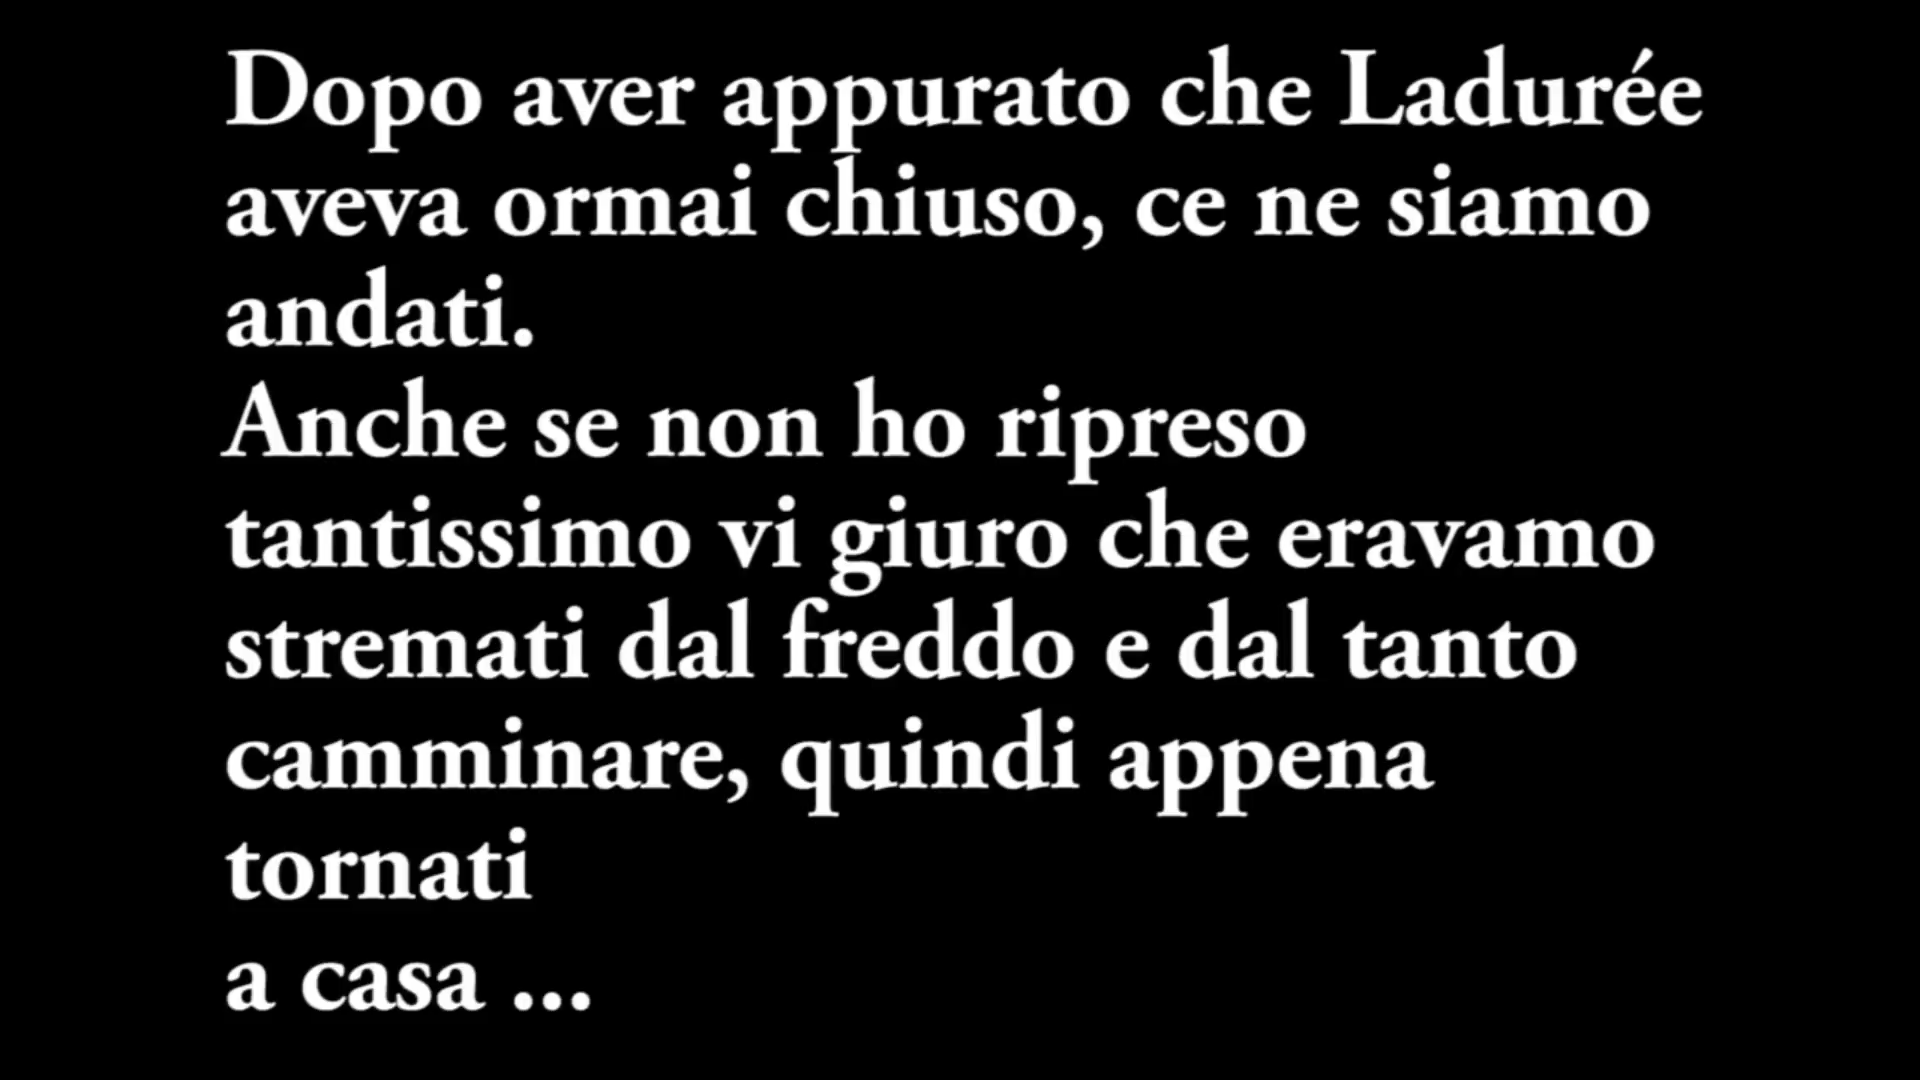 Dopo aver appurato che Ladurée
aveva ormai chiuso, ce ne siamo
andati.
Anche se non ho ripreso
tantissimo vi giuro che eravamo
stremati dal freddo e dal tanto
camminare, quindi appena
tornati
a casa ...